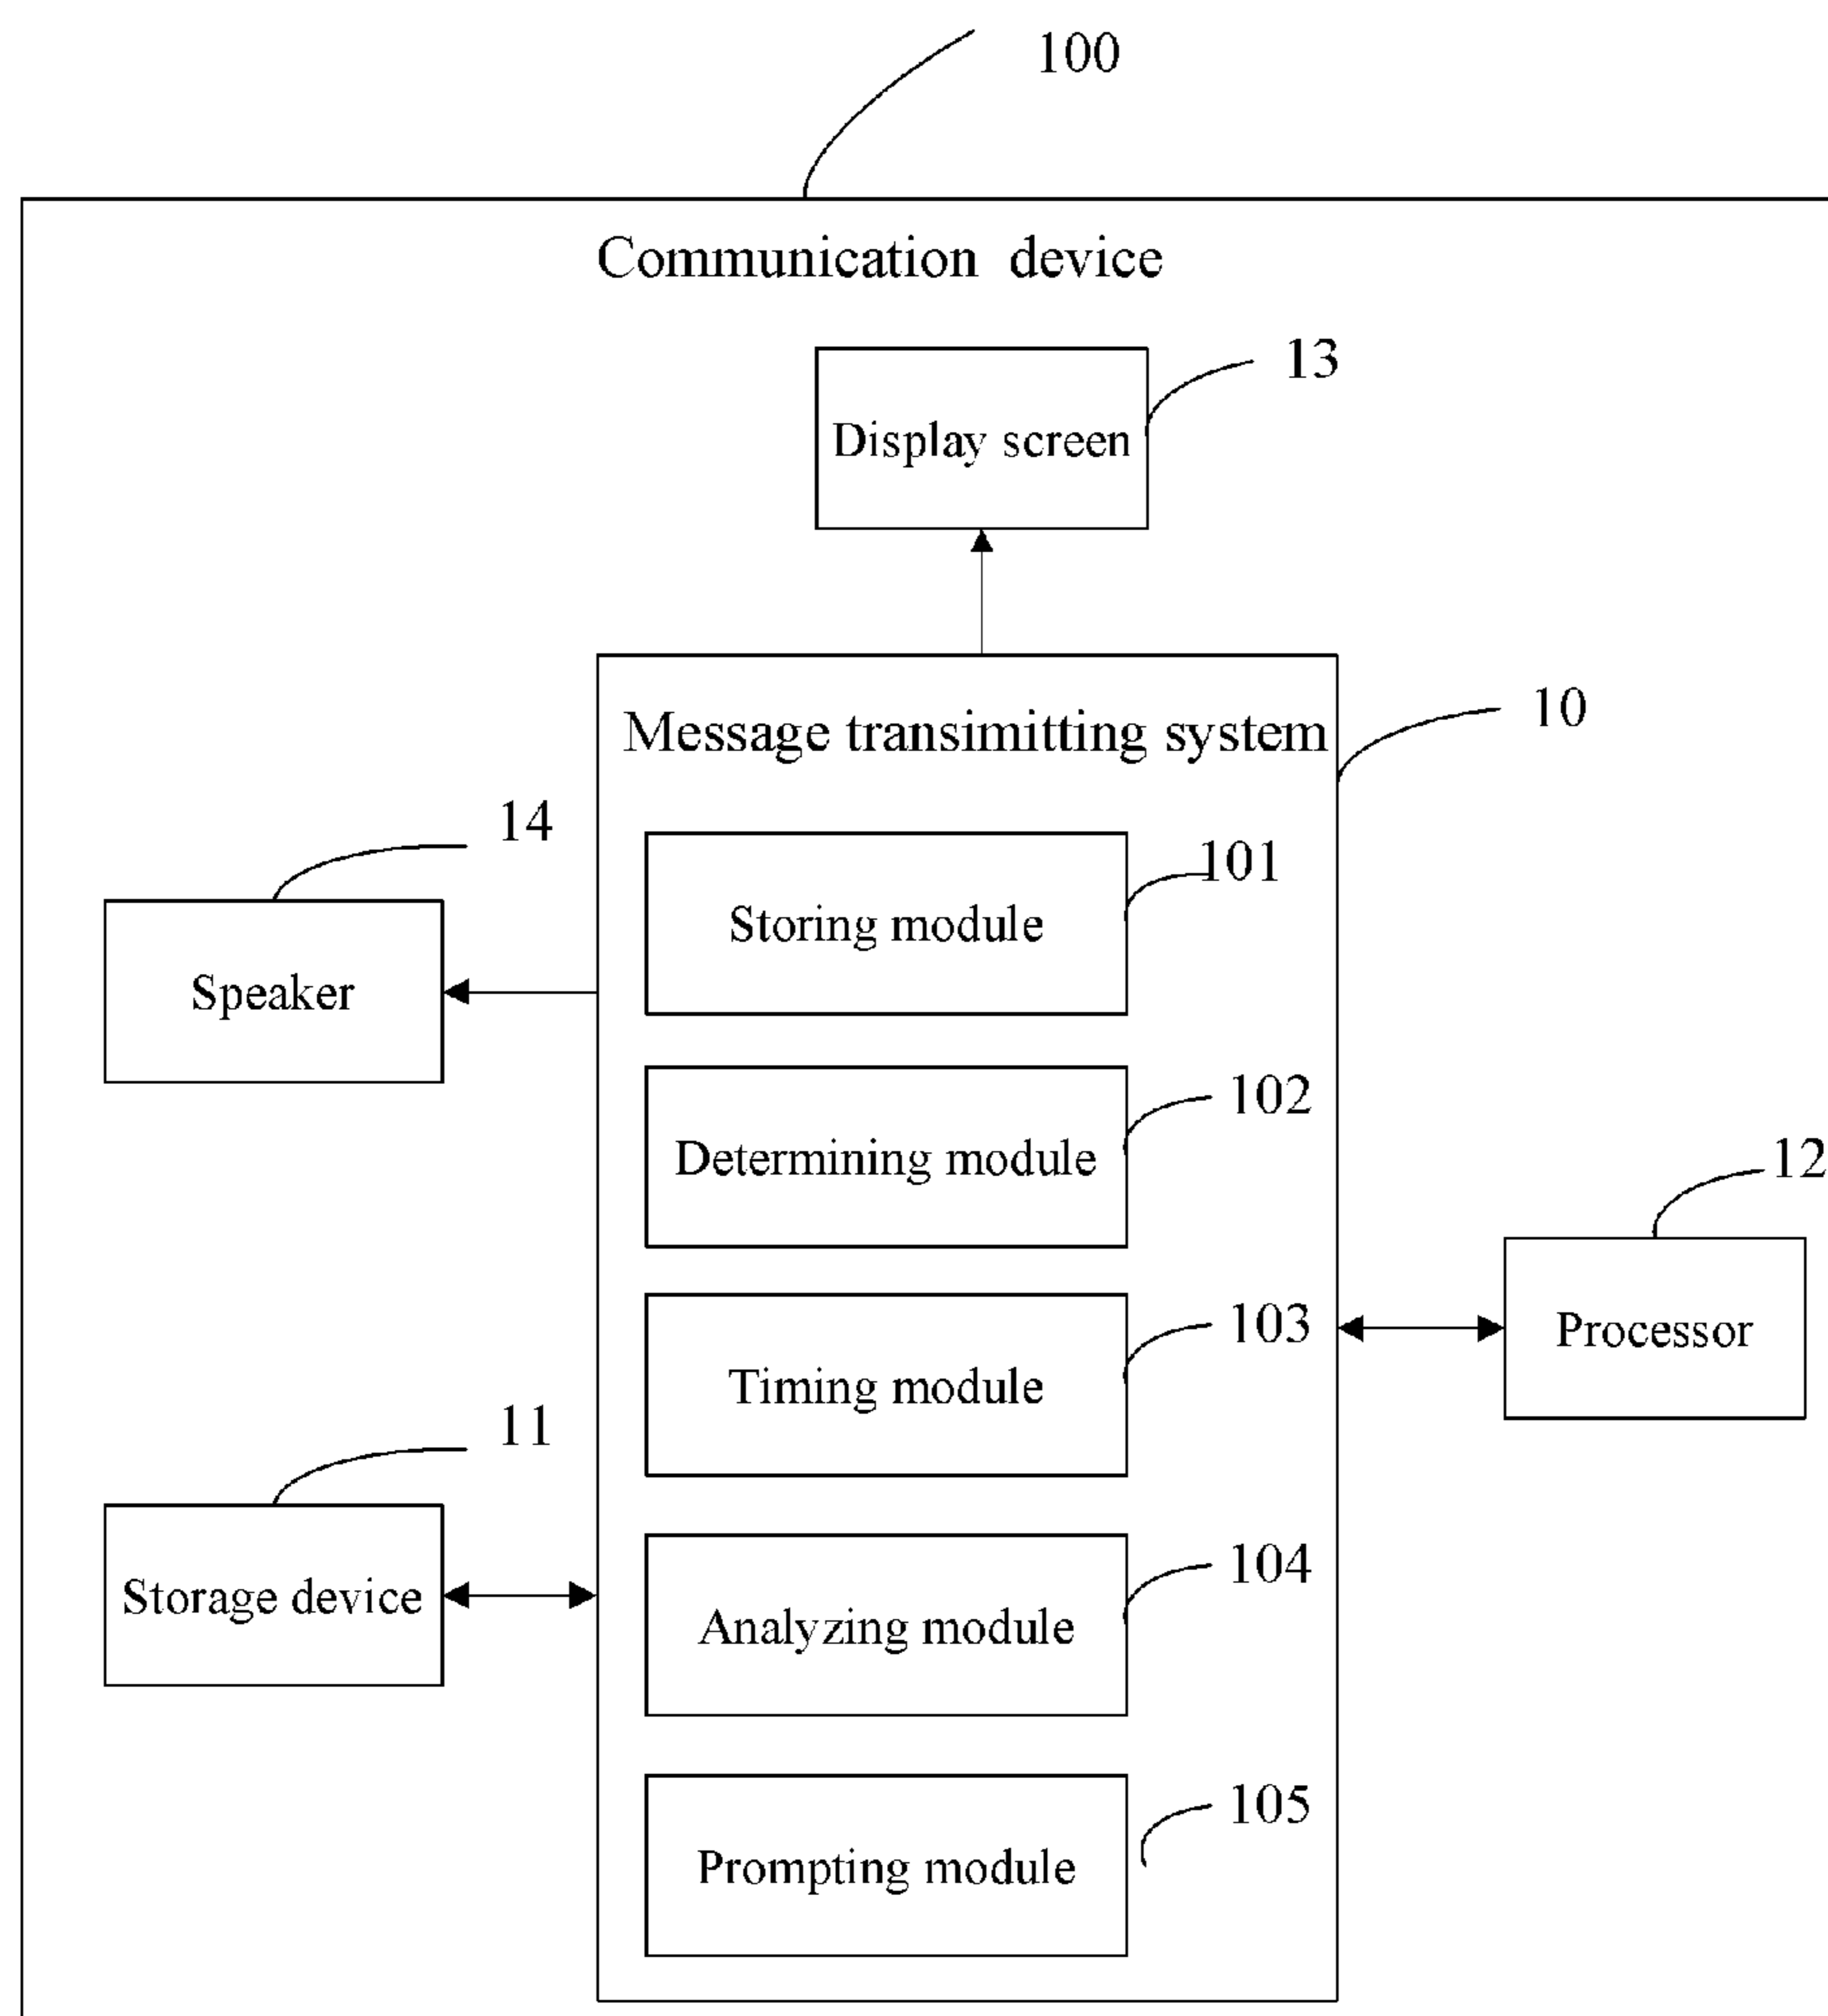 100
Communication device
13
Display screen
10
Message transimitting system
14
101
Storing module
Speaker
102
Determining module
12
103
Processor
Timing module
11
104
Storage device
Analyzing module
105
Prompting module